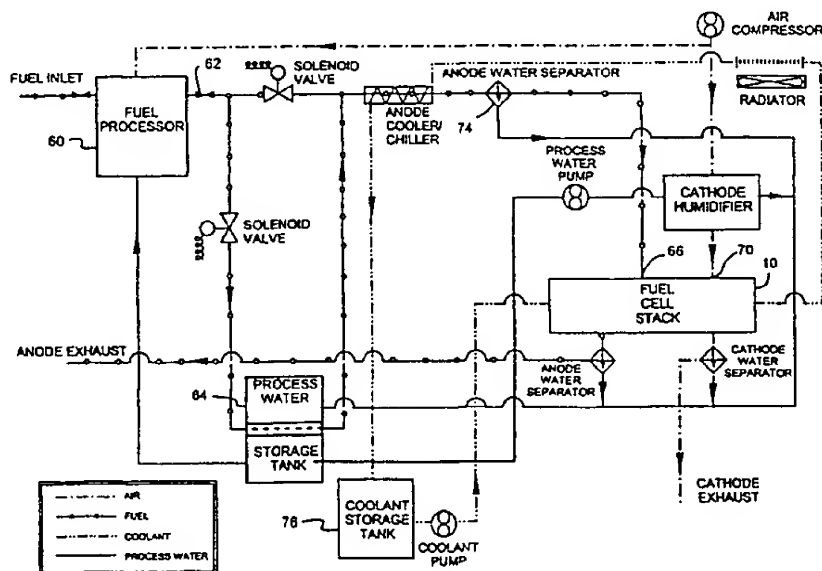 AIR
COMPRESSOR
62
SOLENOID
VALVE
FUEL INLET
FUEL
PROCESSOR
60
ANODE WATER SEPARATOR
RADIATOR
ANODE
COOLER/
CHILLER
74
PROCESS
WATER
PUMP
CATHODE
HUMIDIFIER
SOLENOID
VALVE
66
70
10
FUEL
CELL
STACK
ANODE EXHAUST
ANODE
WATER
SEPARATOR
CATHODE
WATER
SEPARATOR
64
PROCESS
WATER
STORAGE
TANK
CATHODE
EXHAUST
AIR
FUEL
COOLANT
PROCESS WATER
76
COOLANT
STORAGE
TANK
COOLANT
PUMP